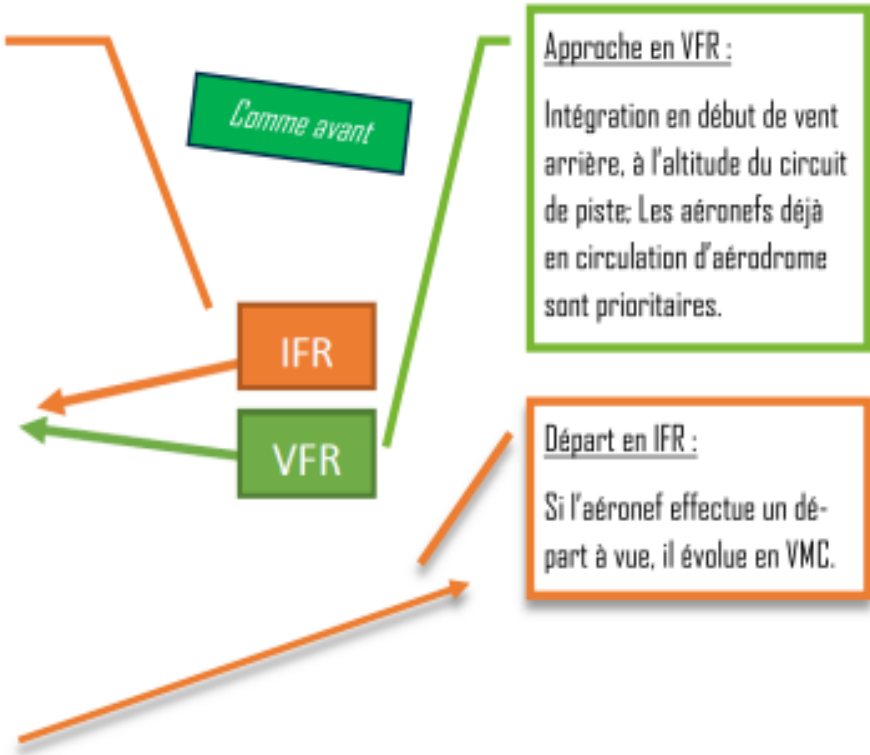 Comme avant
IFR
VFR
Approche en VFR :
Intégration en début de vent
arrière, à l'altitude du circuit
de piste; Les aéronefs déjà
en circulation d'aérodrome
sont prioritaires.
Départ en IFR :
Si l'aéronef effectue un dé-
part à vue, il évolue en VMC.